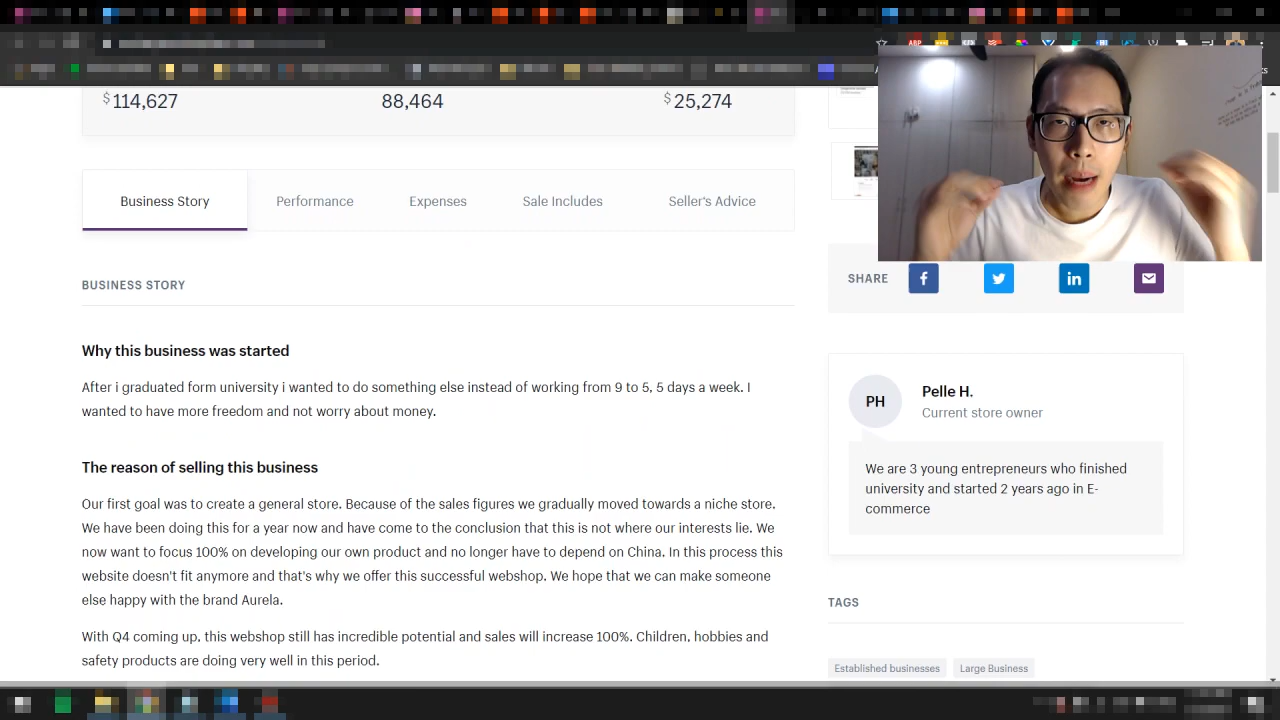 $114,627 88,464 $25,274
ABP
Business Story Performance Expenses Sale Includes Seller's Advice
SHARE
BUSINESS STORY
Why this business was started
After i graduated form university i wanted to do something else instead of working from 9 to 5, 5 days a week. I
wanted to have more freedom and not worry about money.
The reason of selling this business
Our first goal was to create a general store. Because of the sales figures we gradually moved towards a niche store.
We have been doing this for a year now and have come to the conclusion that this is not where our interests lie. We
now want to focus 100% on developing our own product and no longer have to depend on China. In this process this
website doesn't fit anymore and that's why we offer this successful webshop. We hope that we can make someone
else happy with the brand Aurela.
With Q4 coming up, this webshop still has incredible potential and sales will increase 100%. Children, hobbies and
safety products are doing very well in this period.
PH
Pelle H.
Current store owner
We are 3 young entrepreneurs who finished
university and started 2 years ago in E-
commerce
TAGS
Established businesses Large Business